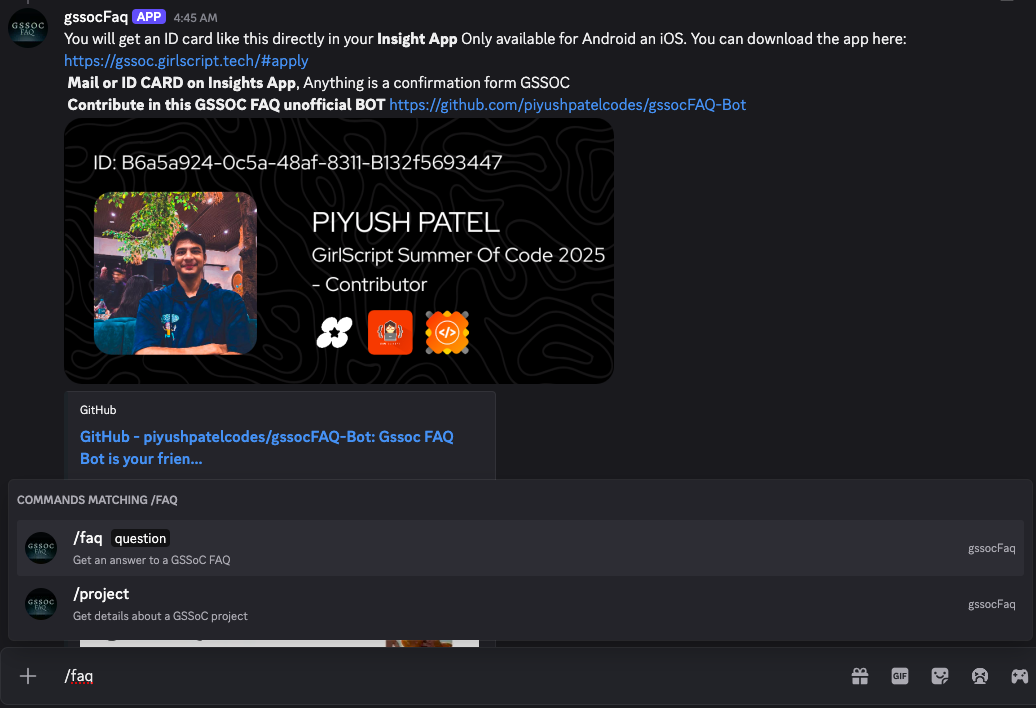 gssocFaq APP 4:45 AM
You will get an ID card like this directly in your Insight App Only available for Android an iOS. You can download the app here:
https://gssoc.girlscript.tech/#apply
Mail or ID CARD on Insights App, Anything is a confirmation form GSSOC
Contribute in this GSSOC FAQ unofficial BOT https://github.com/piyushpatelcodes/gssocFAQ-Bot
ID: B6a5a924-0c5a-48af-8311-B132f5693447
PIYUSH PATEL
GirlScript Summer Of Code 2025
- Contributor
GitHub
GitHub - piyushpatelcodes/gssocFAQ-Bot: Gssoc FAQ
Bot is your frien...
COMMANDS MATCHING /FAQ
GSSOC
FAQ
/faq question
Get an answer to a GSSoC FAQ
gssocFaq
GSSOC
FAQ
/project
Get details about a GSSoC project
gssocFaq
/faq
GIF